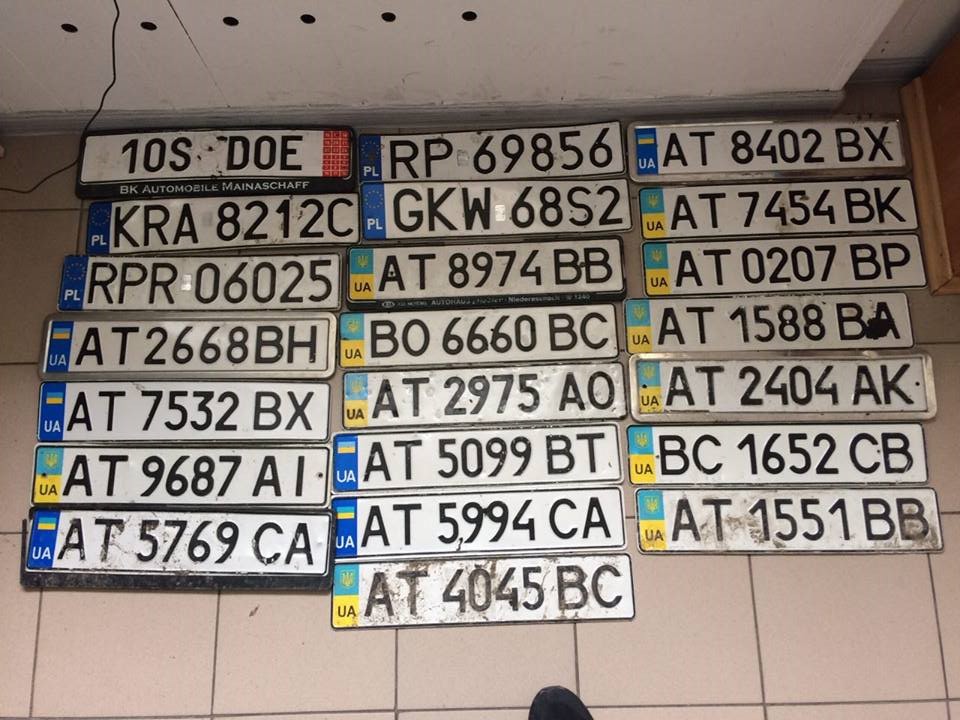 10S DOE
BK AUTOMOBILE MAINASCHAFF
PL KRA 8212C
PL RPR 06025
UA AT 2668 BH
UA AT 7532 BX
UA AT 9687 AI
UA AT 5769 CA
PL RP 69856
PL GKW 68S2
UA AT 8974 BB
AUTOHAUS
Niedereschach
UA BO 6660 BC
UA AT 2975 AO
UA AT 5099 BT
UA AT 5994 CA
UA AT 4045 BC
UA AT 8402 BX
UA AT 7454 BK
UA AT 0207 BP
UA AT 1588 BA
UA AT 2404 AK
UA BC 1652 CB
UA AT 1551 BB